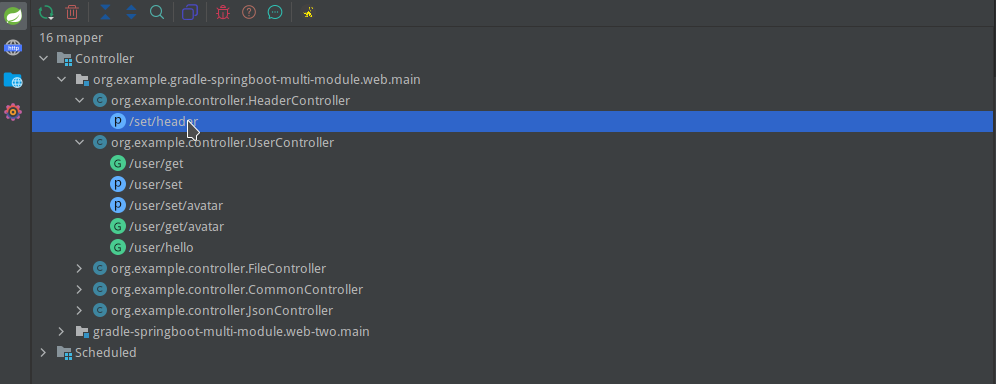 16 mapper
Controller
org.example.gradle-springboot-multi-module.web.main
C org.example.controller.HeaderController
p /set/header
C org.example.controller.UserController
G /user/get
p /user/set
p /user/set/avatar
G /user/get/avatar
G /user/hello
C org.example.controller.FileController
C org.example.controller.CommonController
C org.example.controller.JsonController
gradle-springboot-multi-module.web-two.main
Scheduled
http